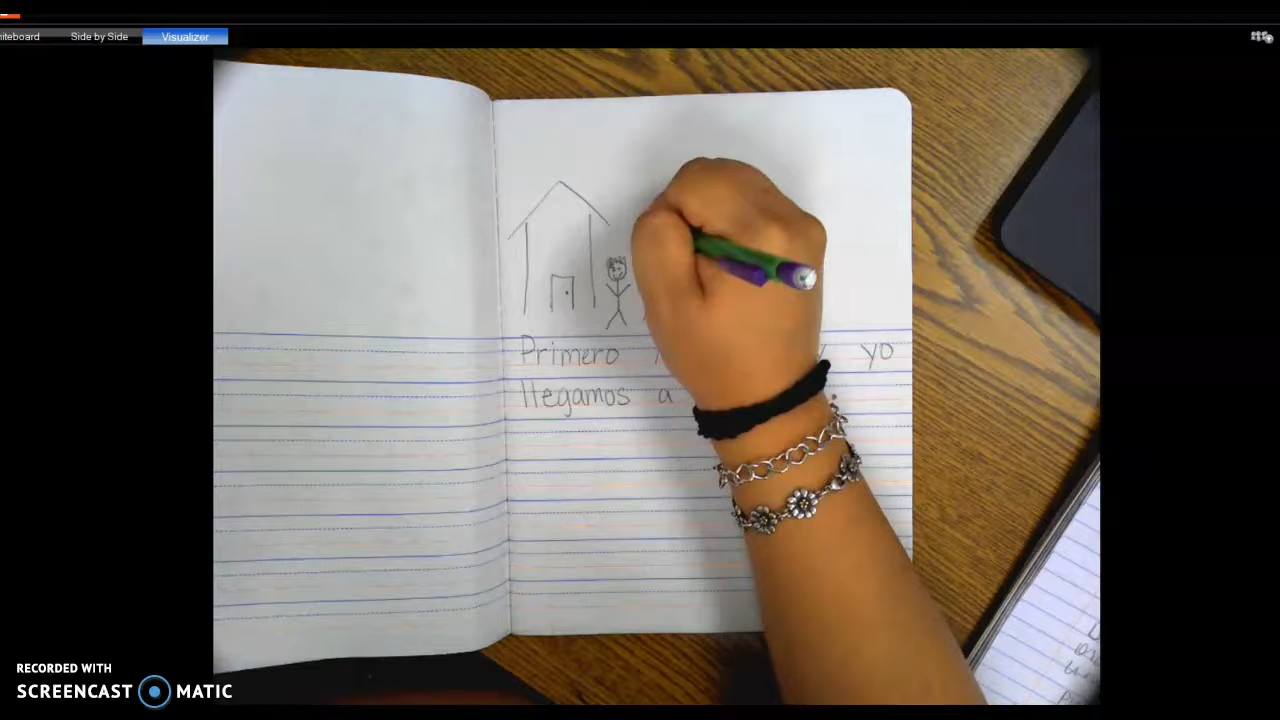 iteboard Side by Side Visualizer
Primero y yo
llegamos a
RECORDED WITH
SCREENCAST MATIC